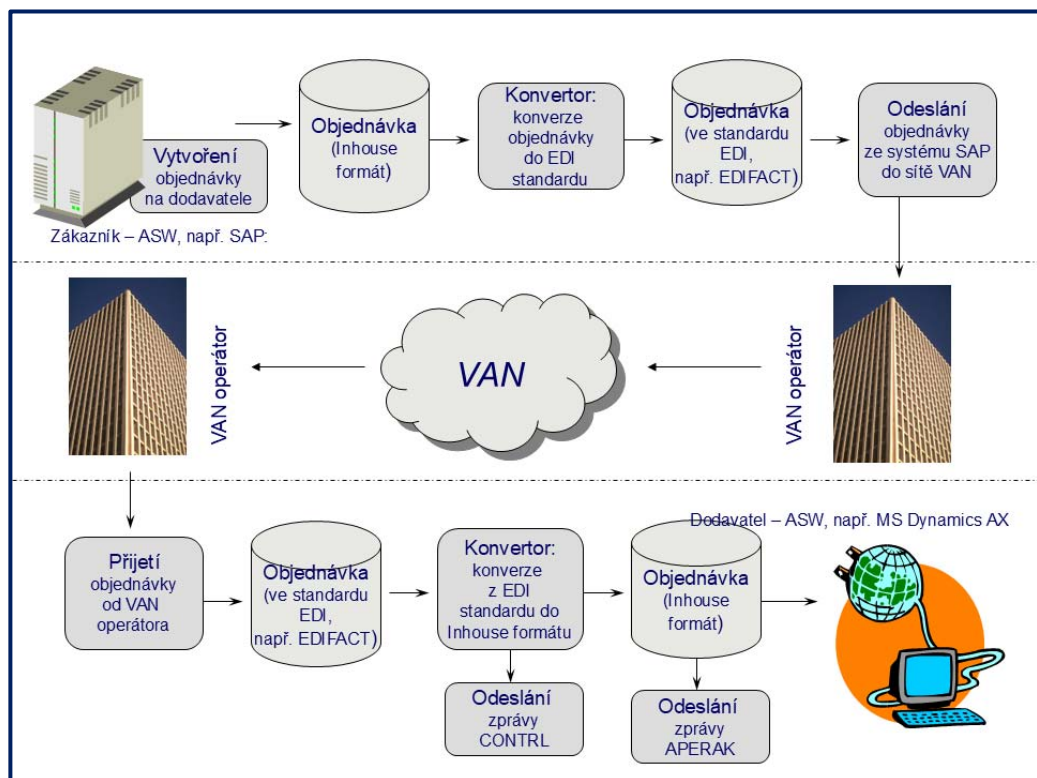 Vytvoření
objednávky
na dodavatele
Zákazník – ASW, např. SAP:
Objednávka
(Inhouse
formát)
Konvertor:
konverze
objednávky
do EDI
standardu
Objednávka
(ve standardu
EDI,
např. EDIFACT)
Odeslání
objednávky
ze systému SAP
do sítě VAN
VAN operátor
VAN
VAN operátor
Dodavatel – ASW, např. MS Dynamics AX
Přijetí
objednávky
od VAN
operátora
Objednávka
(ve standardu
EDI,
např. EDIFACT)
Konvertor:
konverze
z EDI
standardu do
Inhouse formátu
Objednávka
(Inhouse
formát)
Odeslání
zprávy
CONTRL
Odeslání
zprávy
APERAK